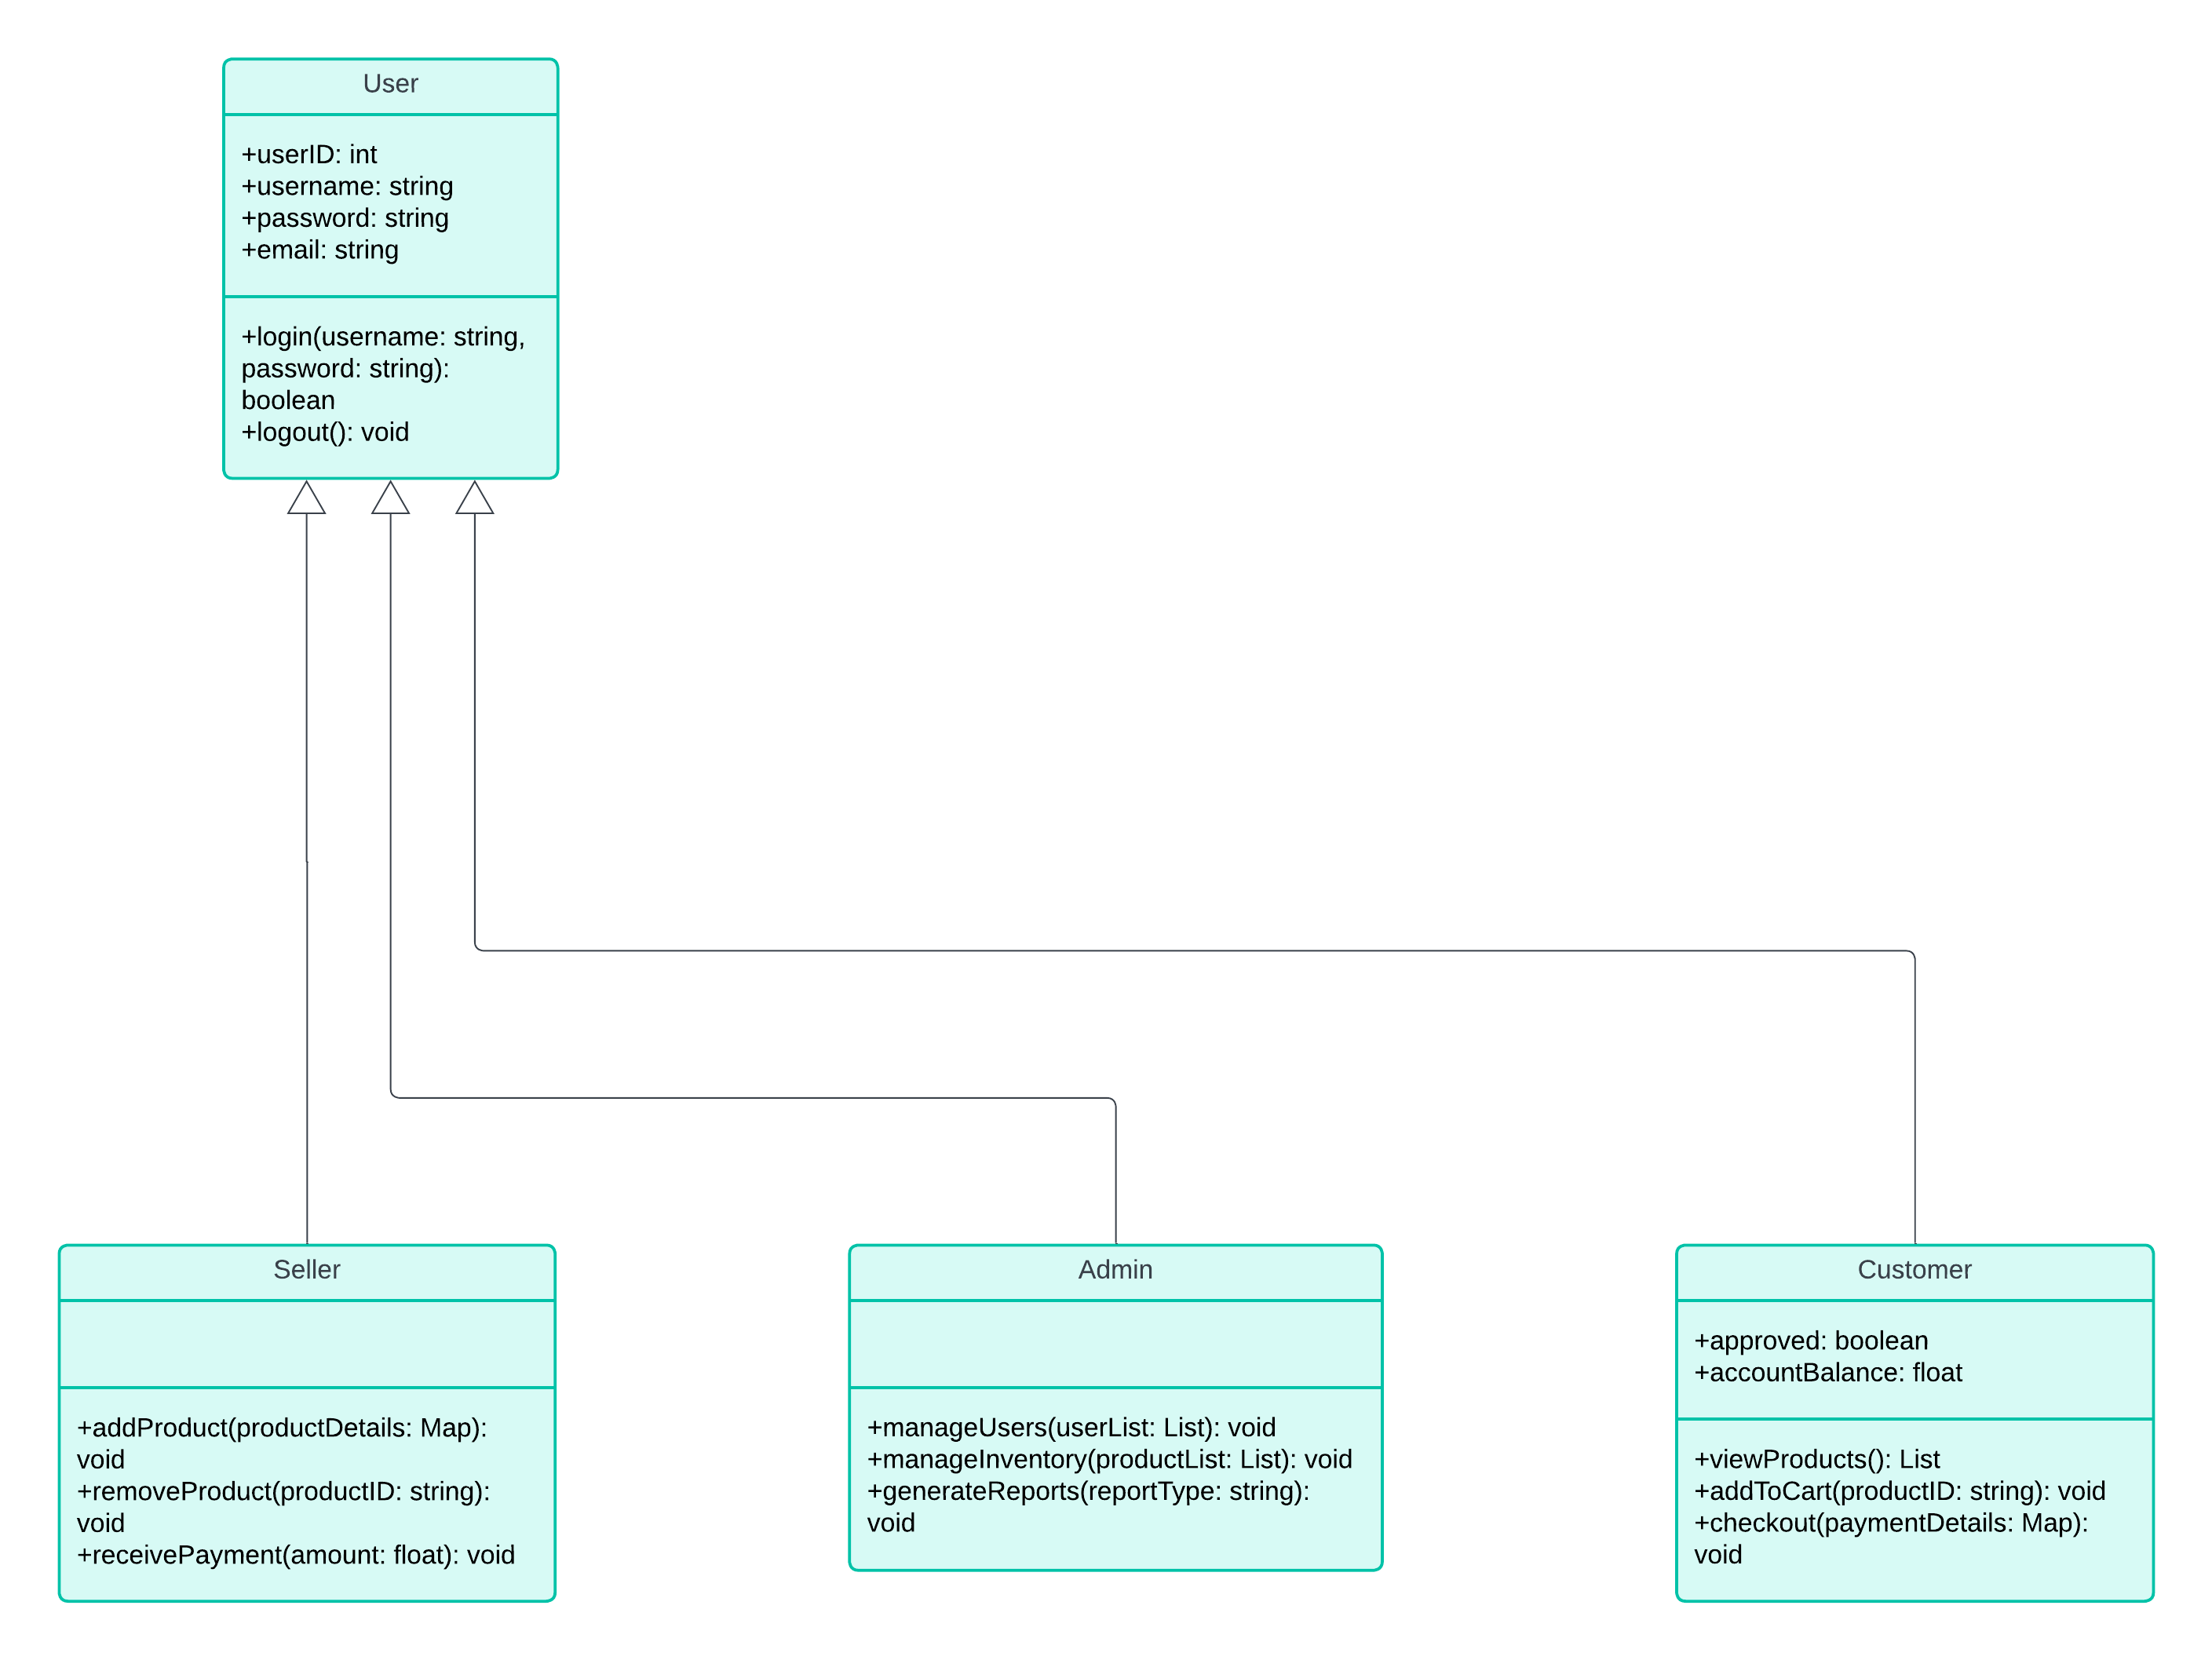 User
+userID: int
+username: string
+password: string
+email: string
+login(username: string,
password: string):
boolean
+logout(): void
Seller
+addProduct(productDetails: Map):
void
+removeProduct(productID: string):
void
+receivePayment(amount: float): void
Admin
+manageUsers(userList: List): void
+manageInventory(productList: List): void
+generateReports(reportType: string):
void
Customer
+approved: boolean
+accountBalance: float
+viewProducts(): List
+addToCart(productID: string): void
+checkout(paymentDetails: Map):
void